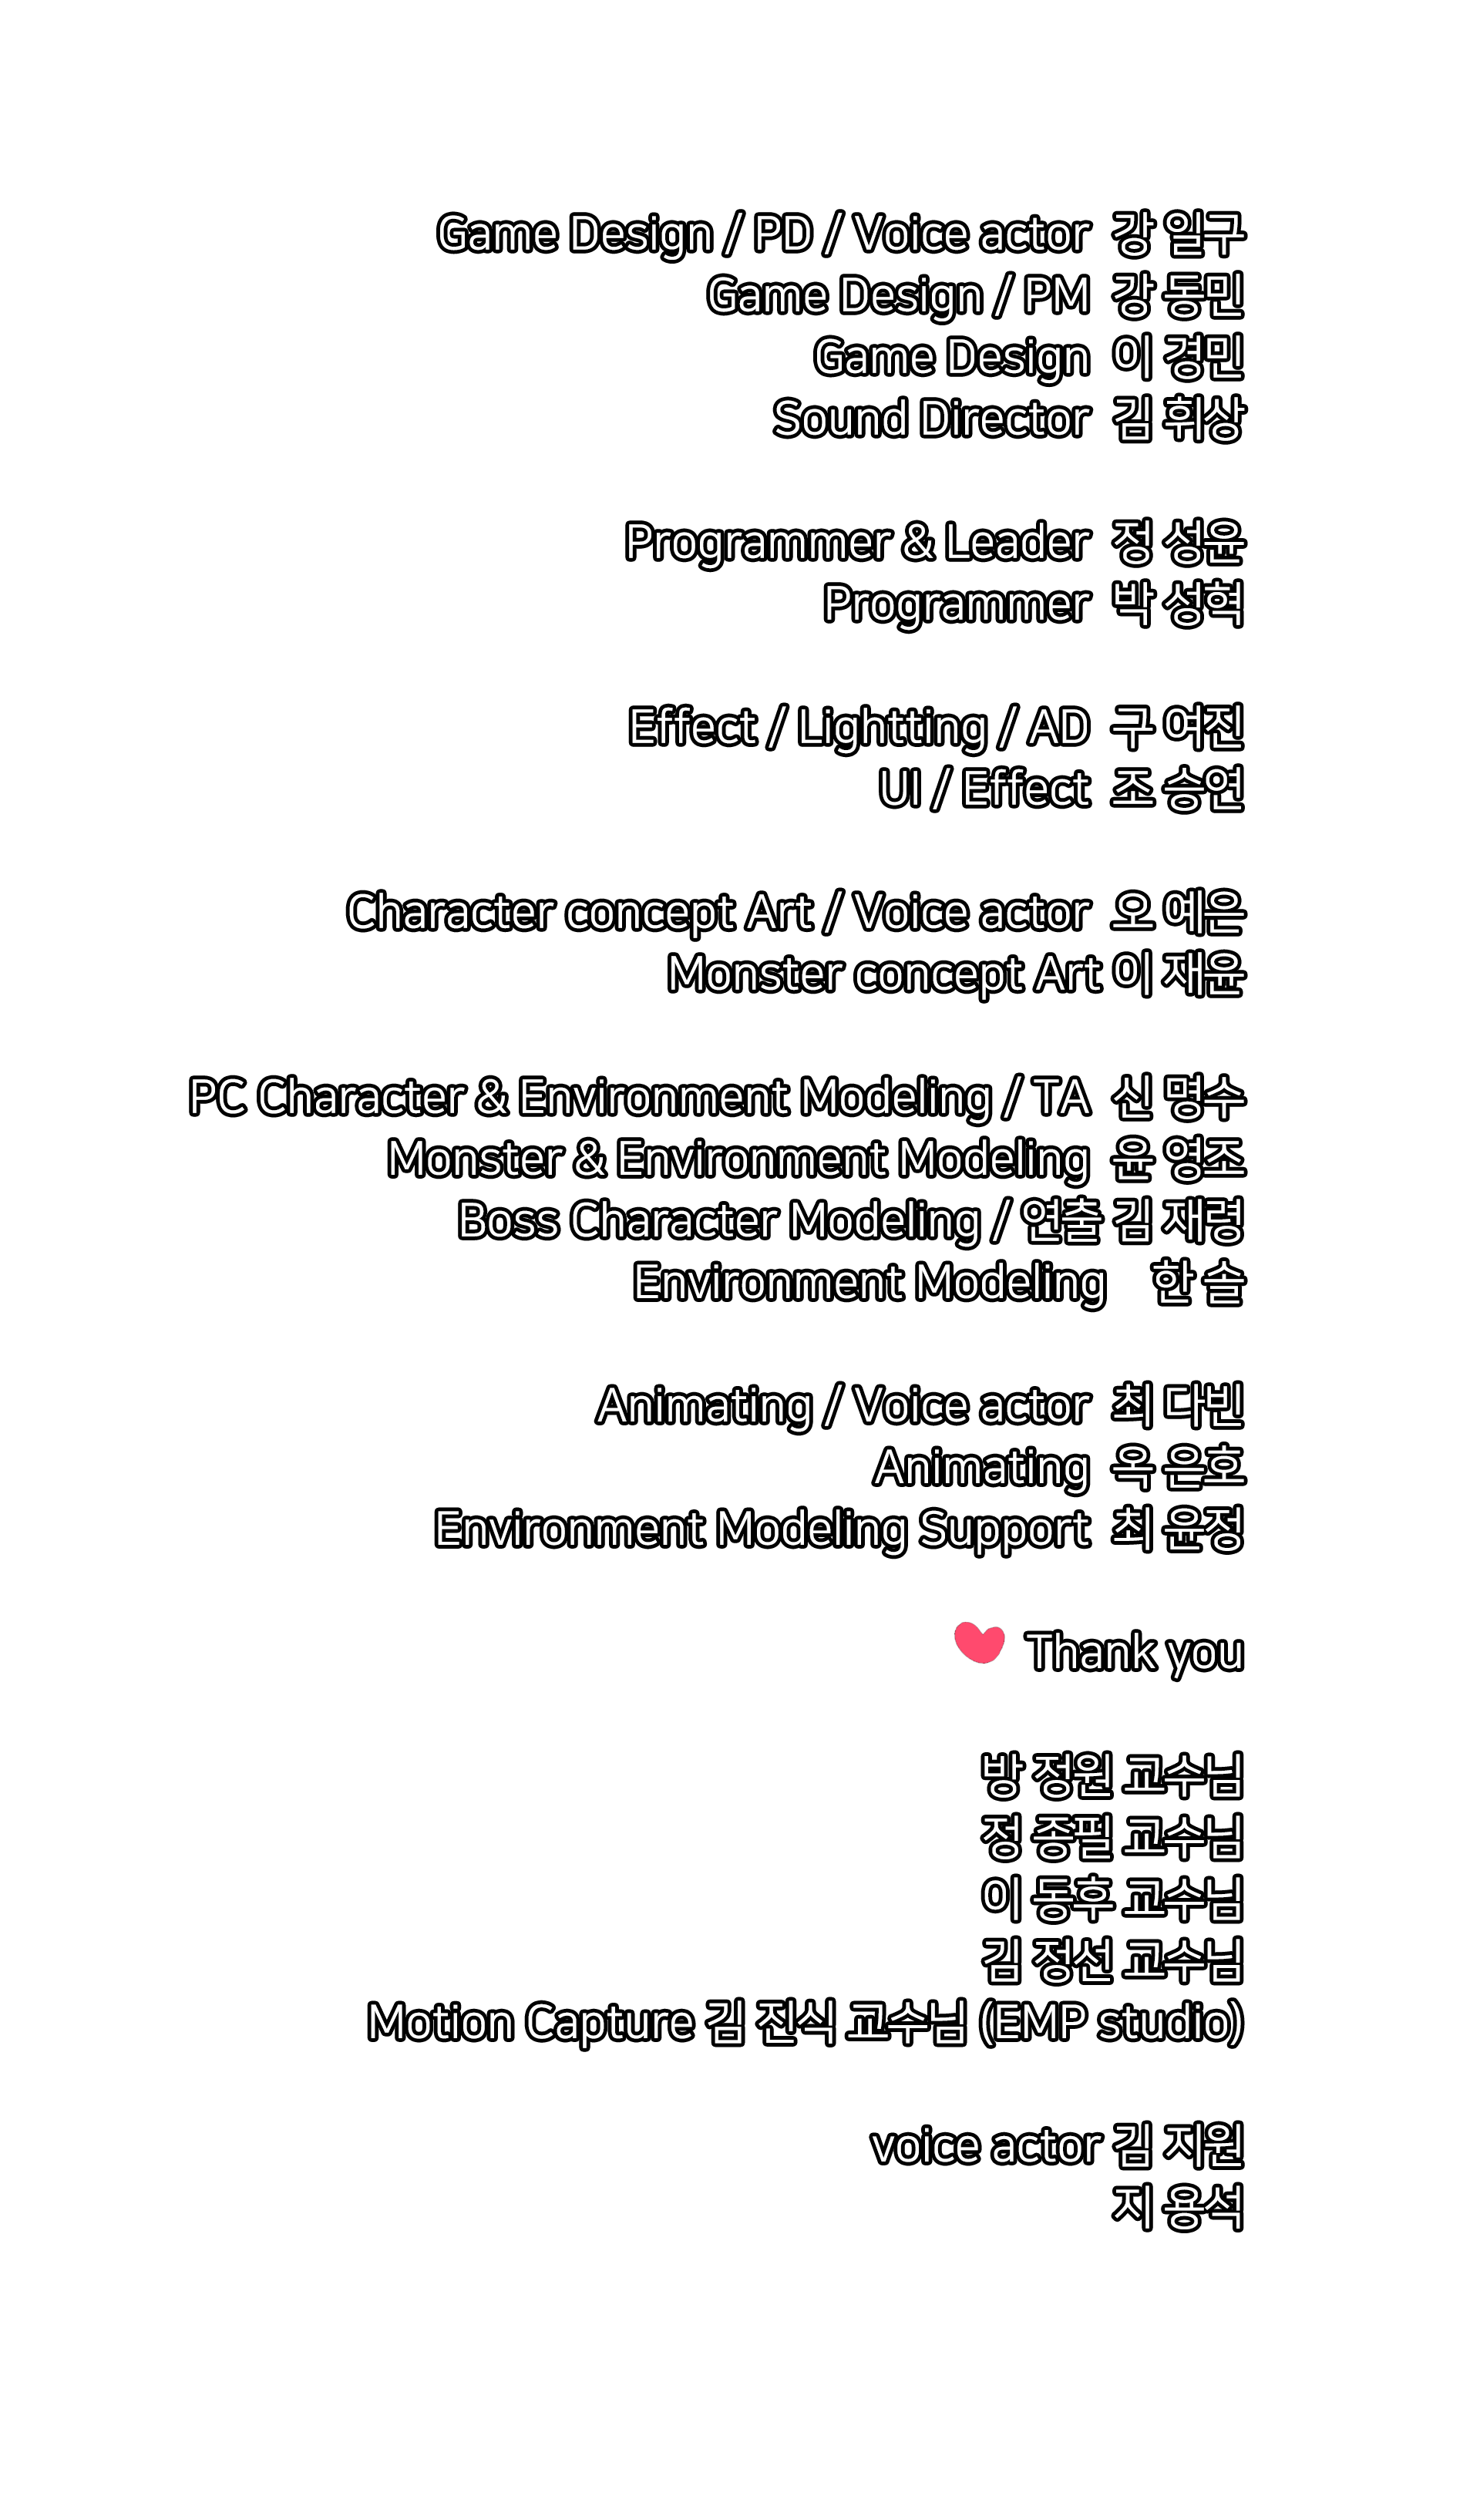 Game Design / PD / Voice actor 강 일구
Game Design / PM 강 동민
Game Design 이 경민
Sound Director 김 휘상
Programmer & Leader 정 성윤
Programmer 박 성혁
Effect / Lightting / AD 구 여진
UI / Effect 조 승연
Character concept Art / Voice actor 오 예은
Monster concept Art 이 재윤
PC Character & Environment Modeling / TA 신 명수
Monster & Environment Modeling 윤 영조
Boss Character Modeling / 연출 김 재령
Environment Modeling 한 솔
Animating / Voice actor 최 다빈
Animating 옥 은호
Environment Modeling Support 최 윤정
Thank you
방 정원 교수님
정 종필 교수님
이 동후 교수님
김 정선 교수님
Motion Capture 김 진식 교수님 (EMP studio)
voice actor 김 지원
지 용석